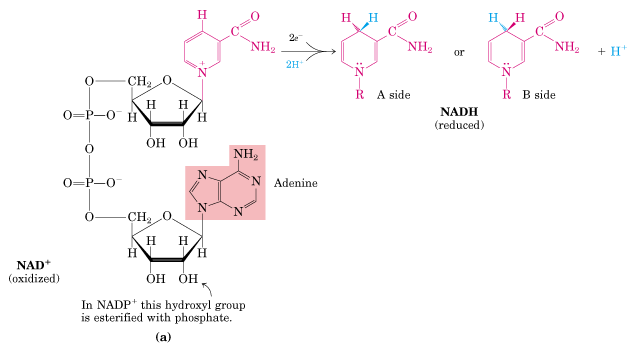 H
O
C
NH₂
N
+
2e⁻
2H⁺
H H O
C
NH₂
N
R
A side
or
H H O
C
NH₂
N
R
B side
+ H⁺
NADH
(reduced)
O CH₂ O
O=P—O⁻
H H H H
OH OH
O
O=P—O⁻
NH₂
N N
N N
Adenine
O CH₂ O
H H H H
OH OH
NAD⁺
(oxidized)
In NADP⁺ this hydroxyl group
is esterified with phosphate.
(a)